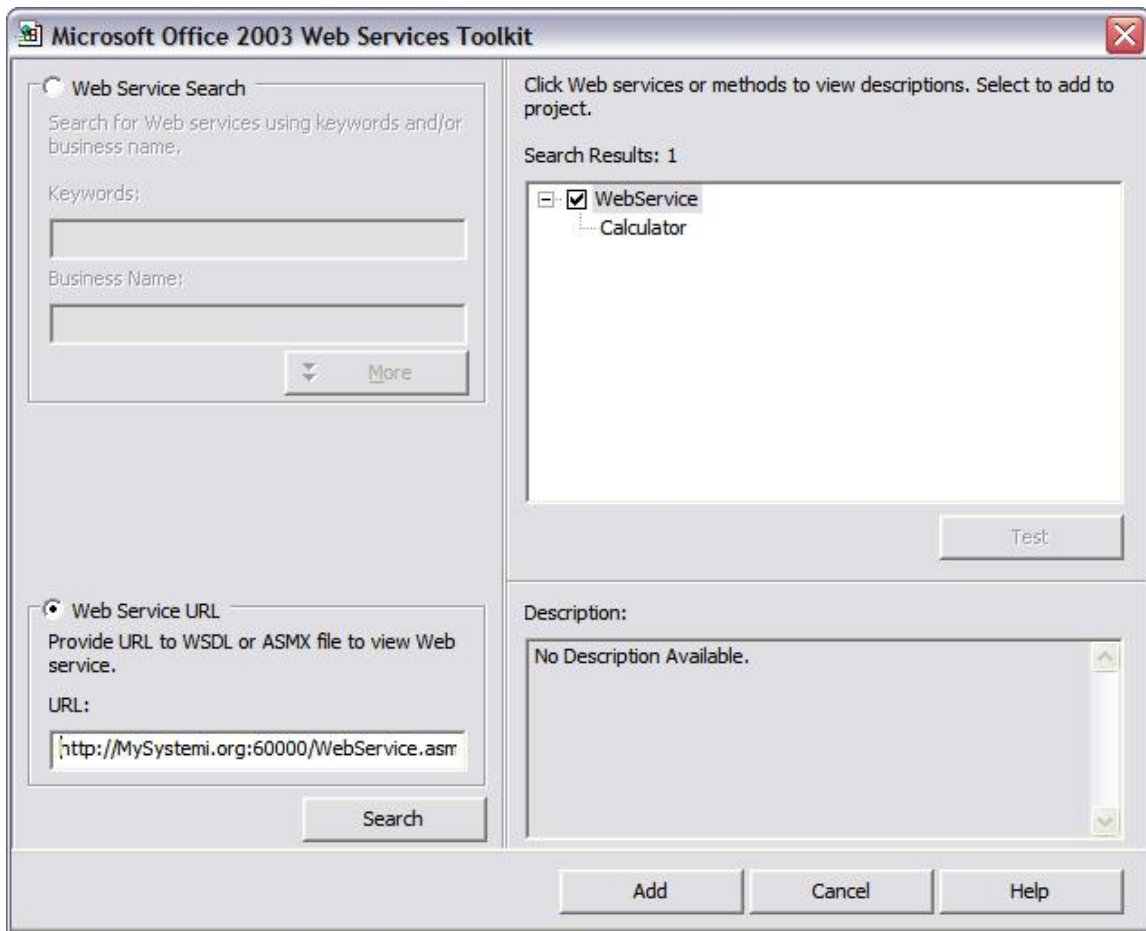 Microsoft Office 2003 Web Services Toolkit
Web Service Search
Search for Web services using keywords and/or
business name.
Keywords:
Business Name:
More
Web Service URL
Provide URL to WSDL or ASMX file to view Web
service.
URL:
http://MySystemi.org:60000/WebService.asm
Search
Click Web services or methods to view descriptions. Select to add to
project.
Search Results: 1
WebService
Calculator
Test
Description:
No Description Available.
Add
Cancel
Help